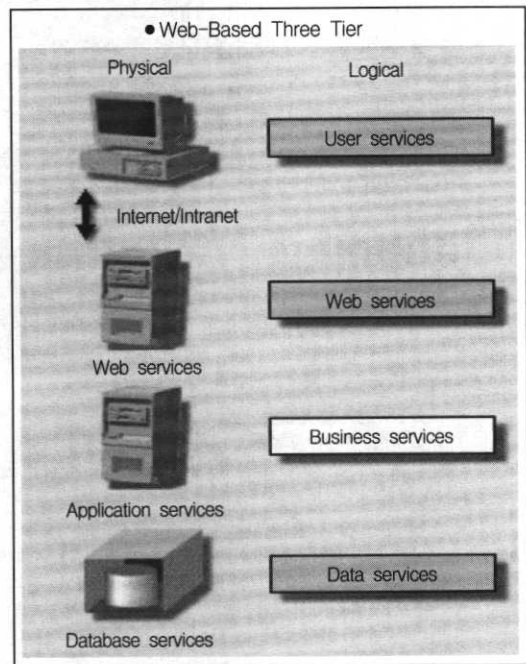 ● Web-Based Three Tier
Physical Logical
User services
Internet/Intranet
Web services
Web services
Business services
Application services
Data services
Database services